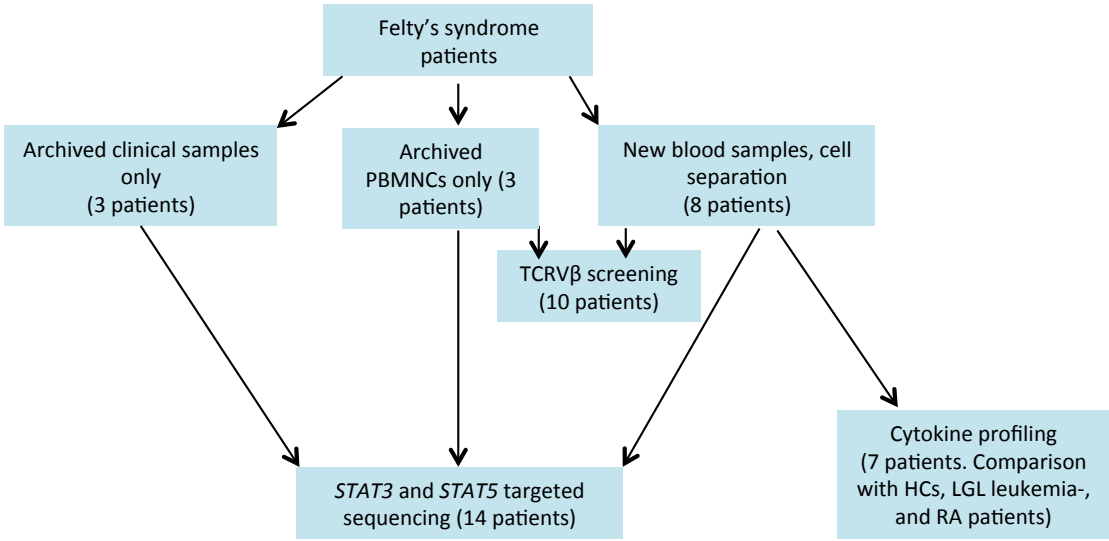 Felty’s syndrome
patients
Archived clinical samples
only
(3 patients)
Archived
PBMNCs only (3
patients)
New blood samples, cell
separation
(8 patients)
TCRVβ screening
(10 patients)
STAT3 and STAT5 targeted
sequencing (14 patients)
Cytokine profiling
(7 patients. Comparison
with HCs, LGL leukemia-,
and RA patients)